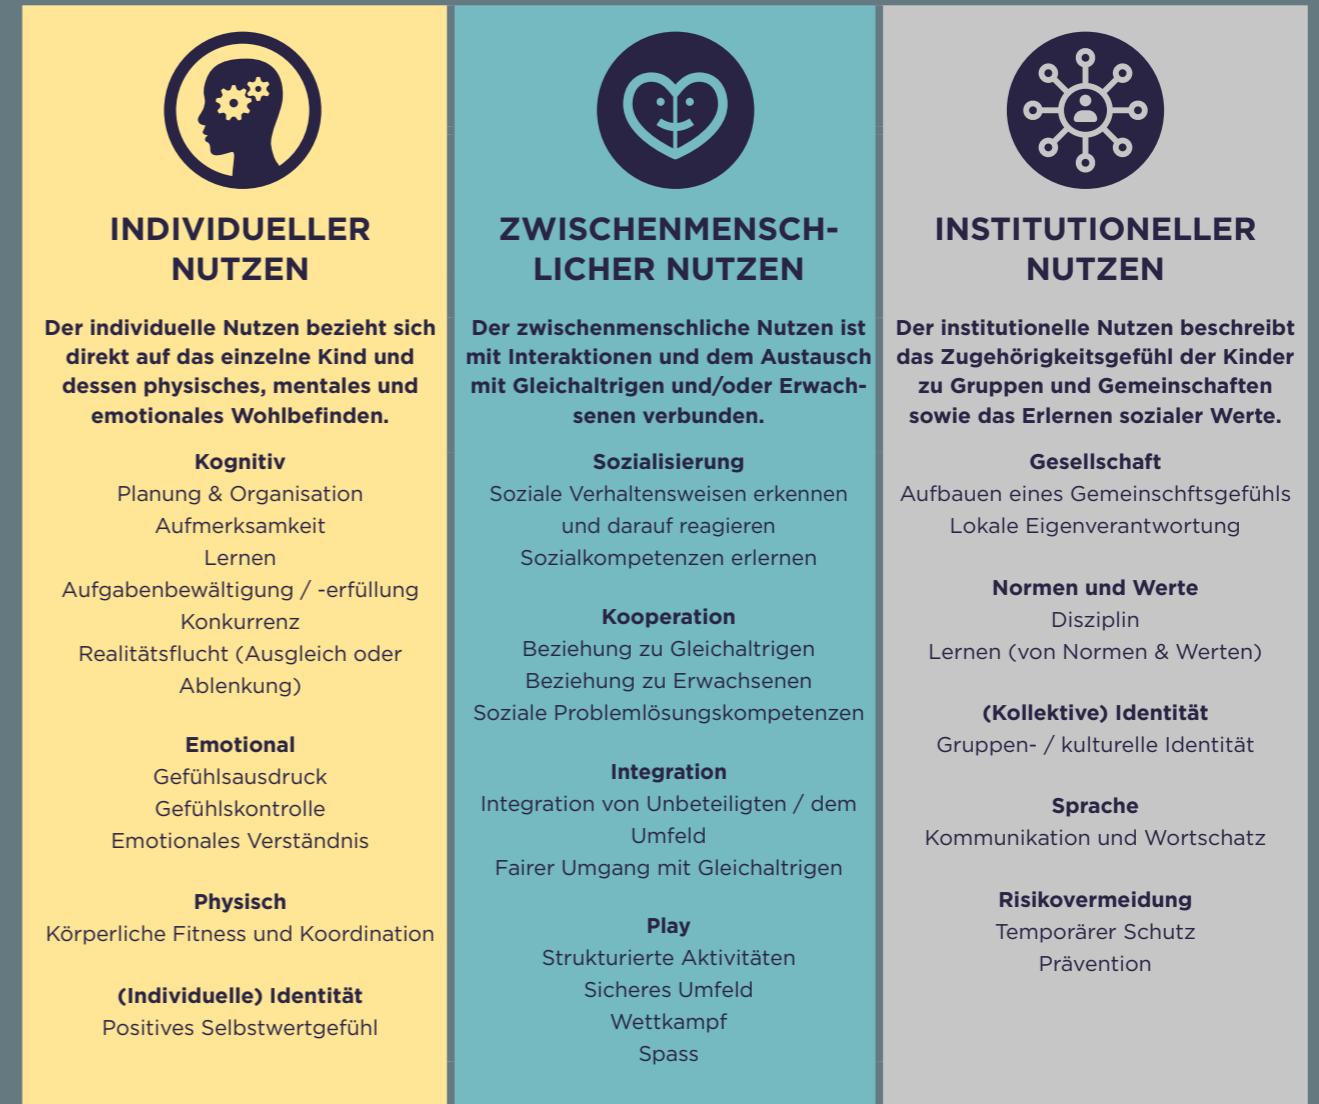 INDIVIDUELLER
NUTZEN
Der individuelle Nutzen bezieht sich
direkt auf das einzelne Kind und
dessen physisches, mentales und
emotionales Wohlbefinden.
Kognitiv
Planung & Organisation
Aufmerksamkeit
Lernen
Aufgabenbewältigung / -erfüllung
Konkurrenz
Realitätsflucht (Ausgleich oder
Ablenkung)
Emotional
Gefühlsausdruck
Gefühlskontrolle
Emotionales Verständnis
Physisch
Körperliche Fitness und Koordination
(Individuelle) Identität
Positives Selbstwertgefühl
ZWISCHENMENSCH-
LICHER NUTZEN
Der zwischenmenschliche Nutzen ist
mit Interaktionen und dem Austausch
mit Gleichaltrigen und/oder Erwach-
senen verbunden.
Sozialisierung
Soziale Verhaltensweisen erkennen
und darauf reagieren
Sozialkompetenzen erlernen
Kooperation
Beziehung zu Gleichaltrigen
Beziehung zu Erwachsenen
Soziale Problemlösungskompetenzen
Integration
Integration von Unbeteiligten / dem
Umfeld
Fairer Umgang mit Gleichaltrigen
Play
Strukturierte Aktivitäten
Sicheres Umfeld
Wettkampf
Spass
INSTITUTIONELLER
NUTZEN
Der institutionelle Nutzen beschreibt
das Zugehörigkeitsgefühl der Kinder
zu Gruppen und Gemeinschaften
sowie das Erlernen sozialer Werte.
Gesellschaft
Aufbauen eines Gemeinschftsgefühls
Lokale Eigenverantwortung
Normen und Werte
Disziplin
Lernen (von Normen & Werten)
(Kollektive) Identität
Gruppen- / kulturelle Identität
Sprache
Kommunikation und Wortschatz
Risikovermeidung
Temporärer Schutz
Prävention